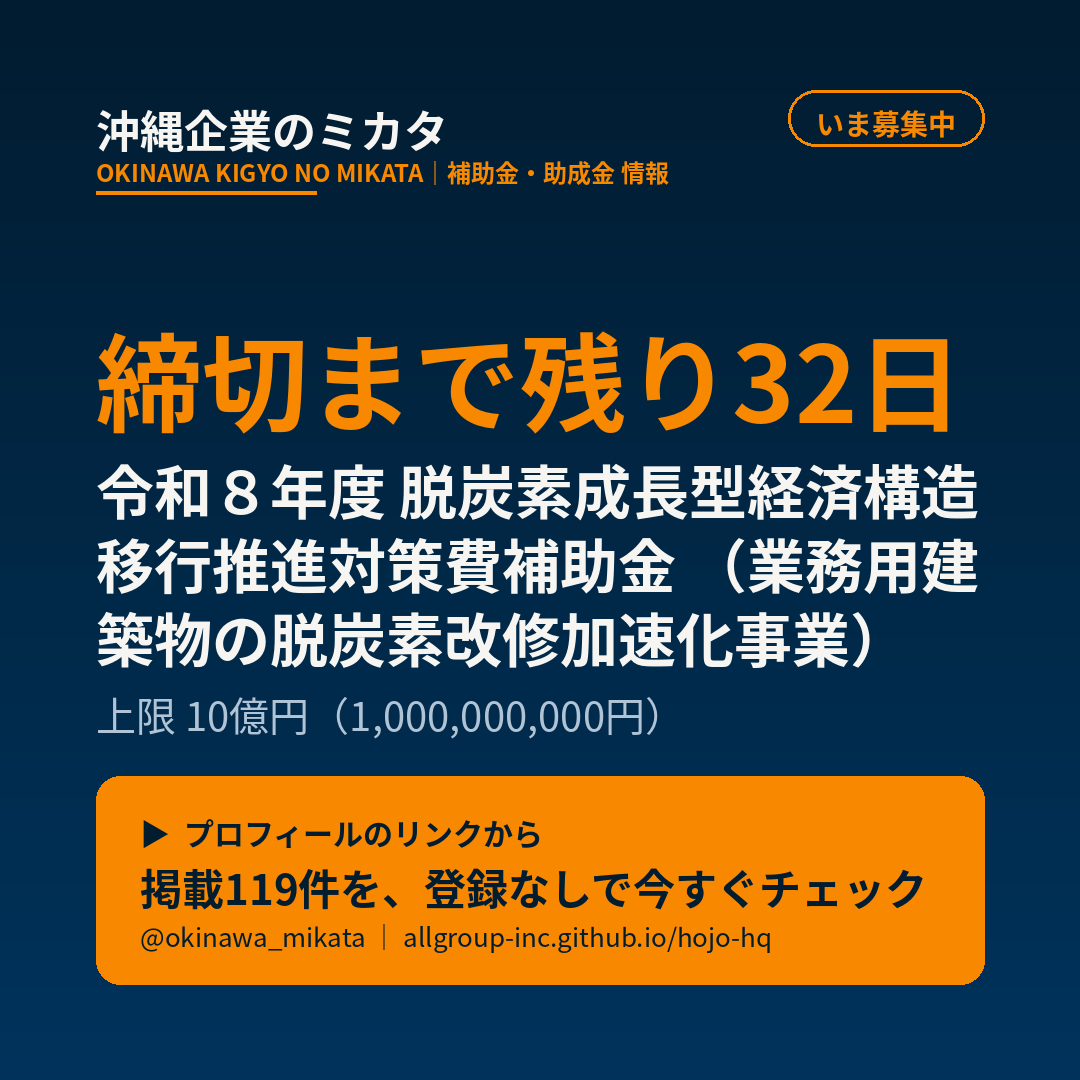 沖縄企業のミカタ
いま募集中
OKINAWA KIGYO NO MIKATA｜補助金・助成金 情報
締切まで残り32日
令和８年度 脱炭素成長型経済構造
移行推進対策費補助金 （業務用建
築物の脱炭素改修加速化事業）
上限 10億円（1,000,000,000円）
▶ プロフィールのリンクから
掲載119件を、登録なしで今すぐチェック
@okinawa_mikata ｜ allgroup-inc.github.io/hojo-hq